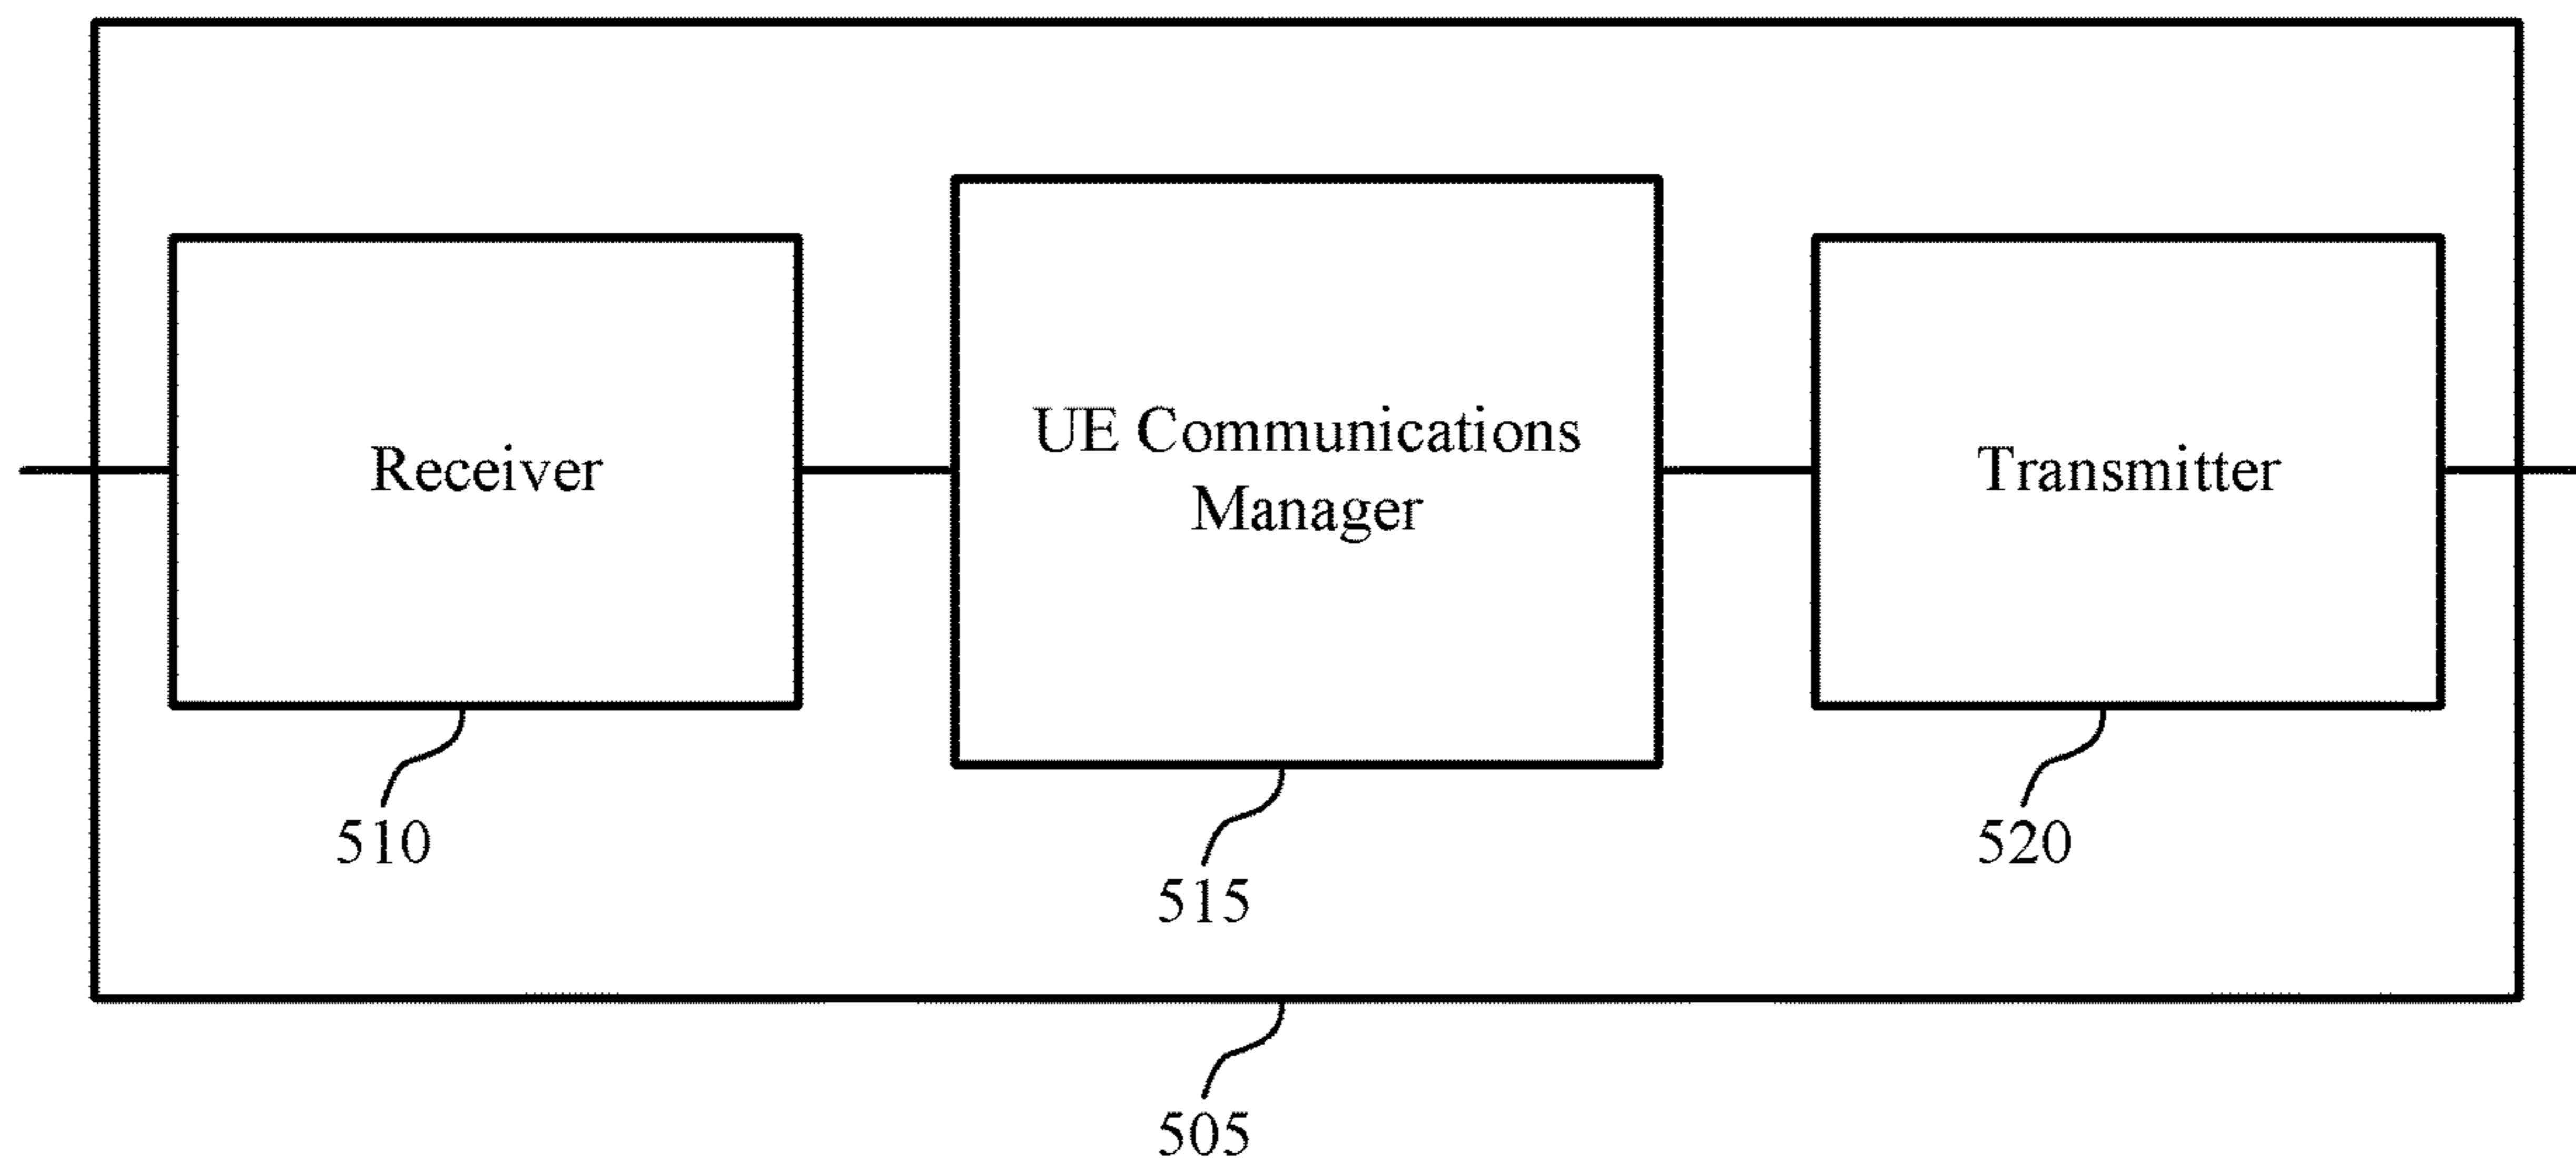 Receiver
UE Communications
Manager
Transmitter
510
515
520
505